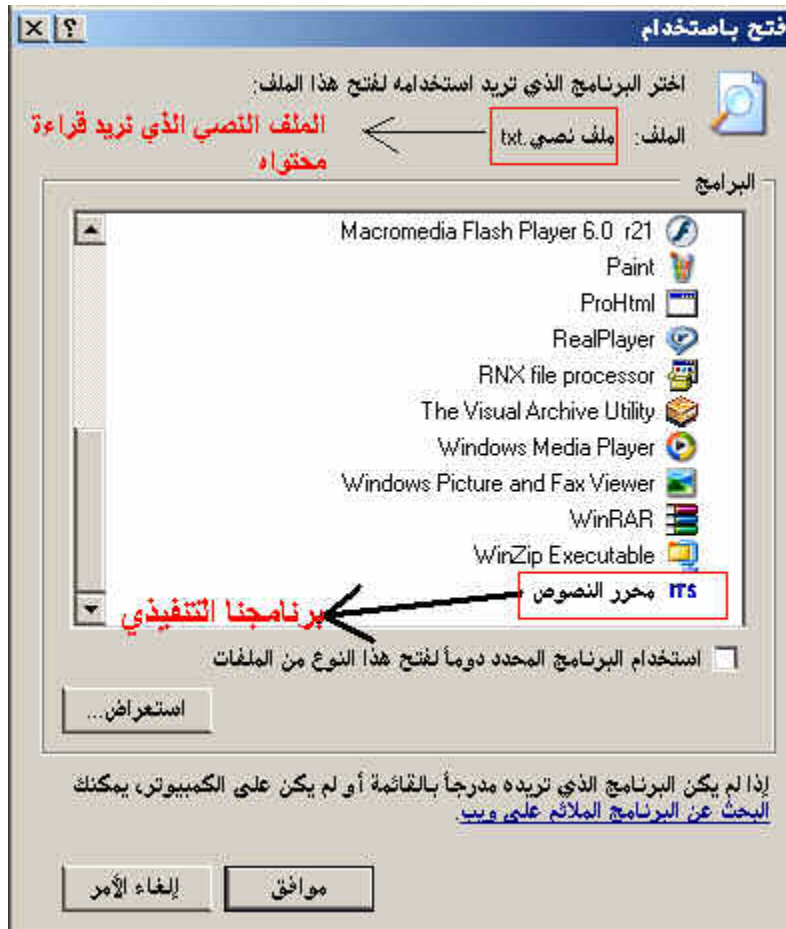 فتح باستخدام
اختر البرنامج الذي تريد استخدامه لفتح هذا الملف:
الملف: ملف نصي.txt
الملف النصي الذي نريد قراءة
محتواه
البرامج
Macromedia Flash Player 6.0 r21
Paint
ProHtml
RealPlayer
RNX file processor
The Visual Archive Utility
Windows Media Player
Windows Picture and Fax Viewer
WinRAR
WinZip Executable
محرر النصوص
برنامجنا التنفيذي
استخدام البرنامج المحدد دوماً لفتح هذا النوع من الملفات
استعراض...
إذا لم يكن البرنامج الذي تريده مدرجاً بالقائمة أو لم يكن على الكمبيوتر، يمكنك
البحث عن البرنامج الملائم على ويب.
موافق
إلغاء الأمر